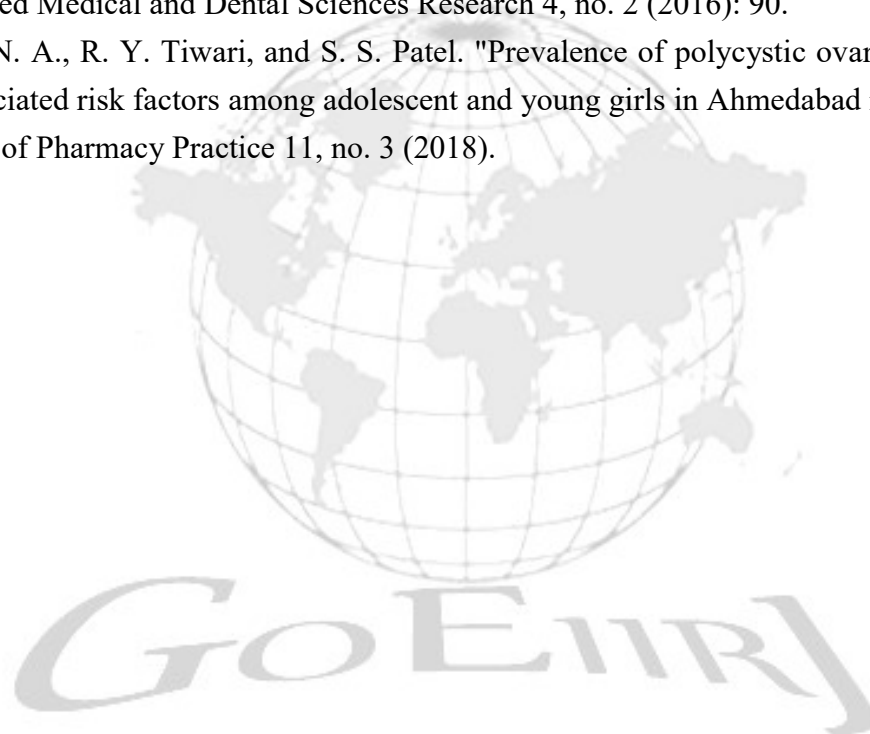 ed Medical and Dental Sciences Research 4, no. 2 (2016): 90.
N. A., R. Y. Tiwari, and S. S. Patel. "Prevalence of polycystic ovar
ciated risk factors among adolescent and young girls in Ahmedabad
of Pharmacy Practice 11, no. 3 (2018).
GOEIIRJ